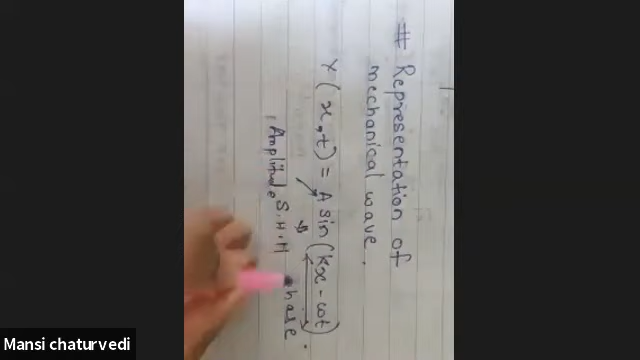 # Representation of
mechanical wave.
Y (x, t) = A sin (kx - ωt)
Amplitude S.H.M phase.
Mansi chaturvedi